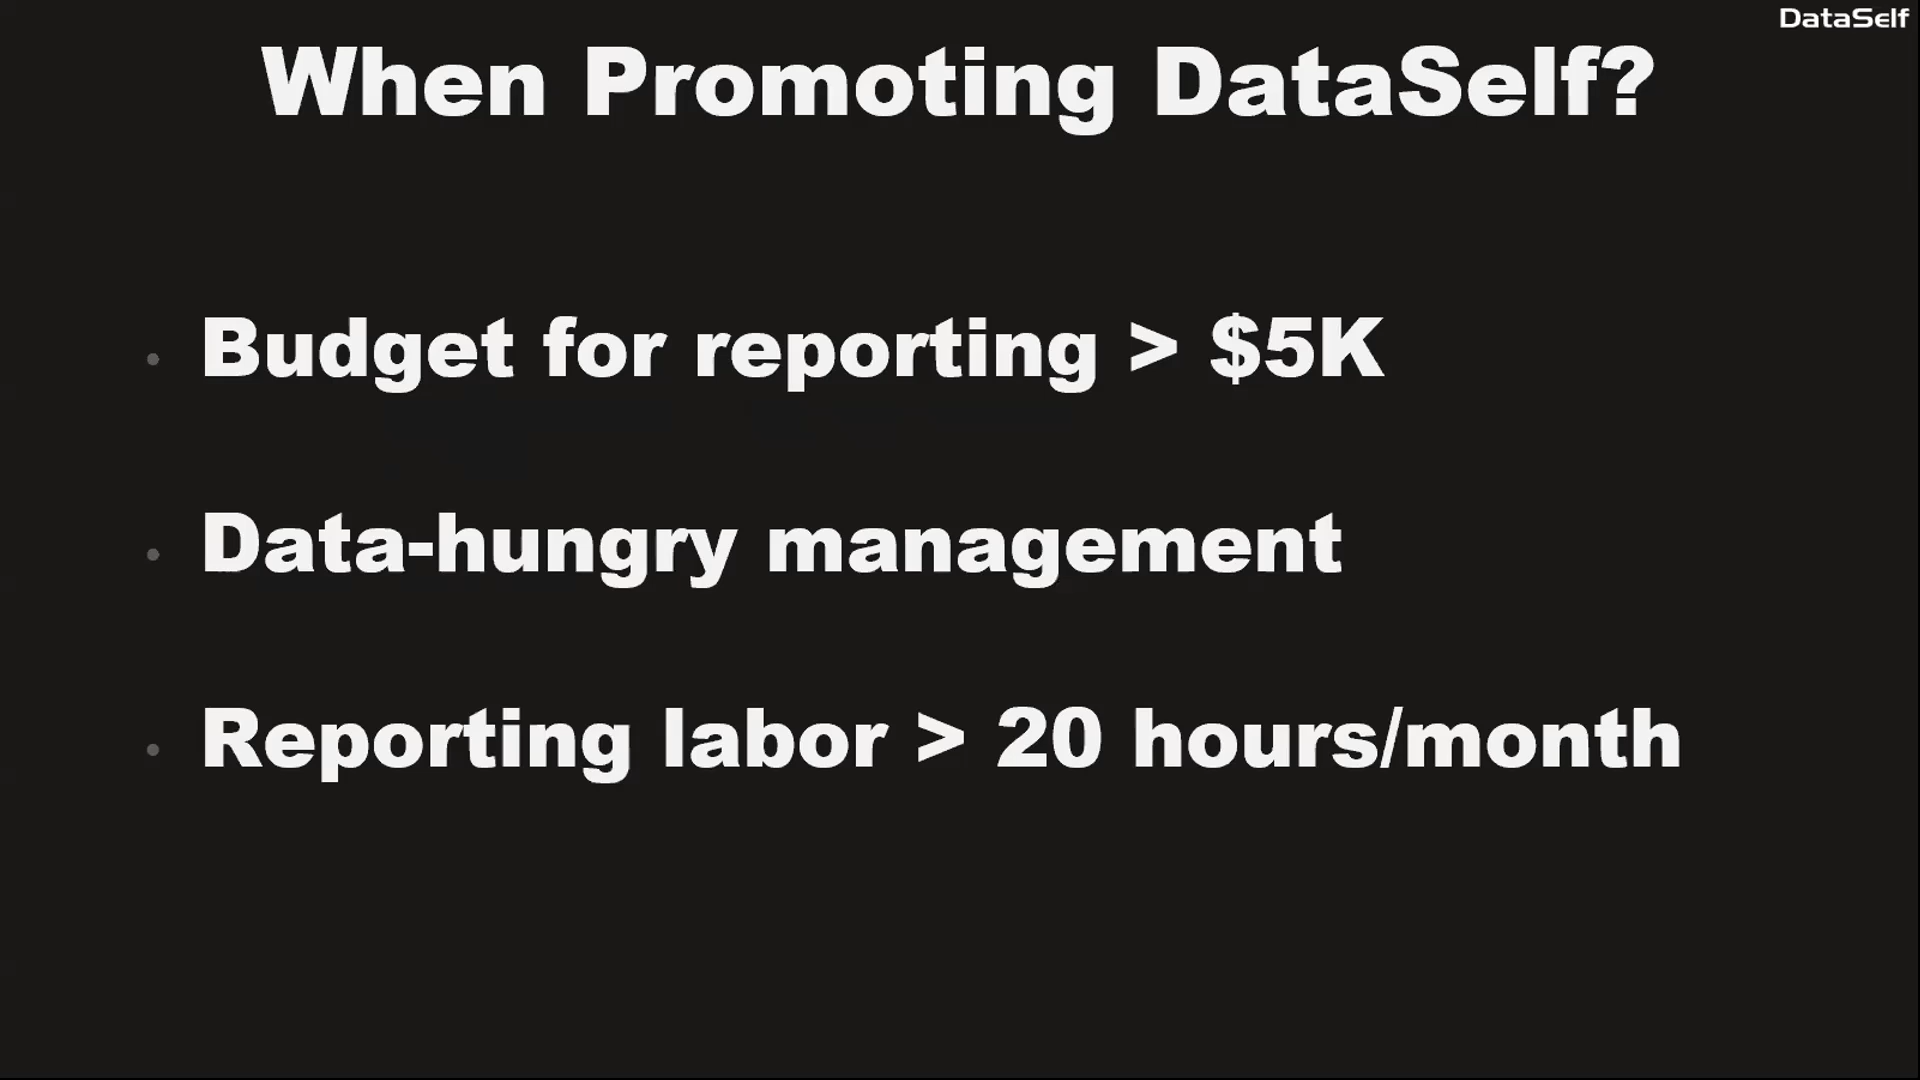 DataSelf
When Promoting DataSelf?
• Budget for reporting > $5K
• Data-hungry management
• Reporting labor > 20 hours/month